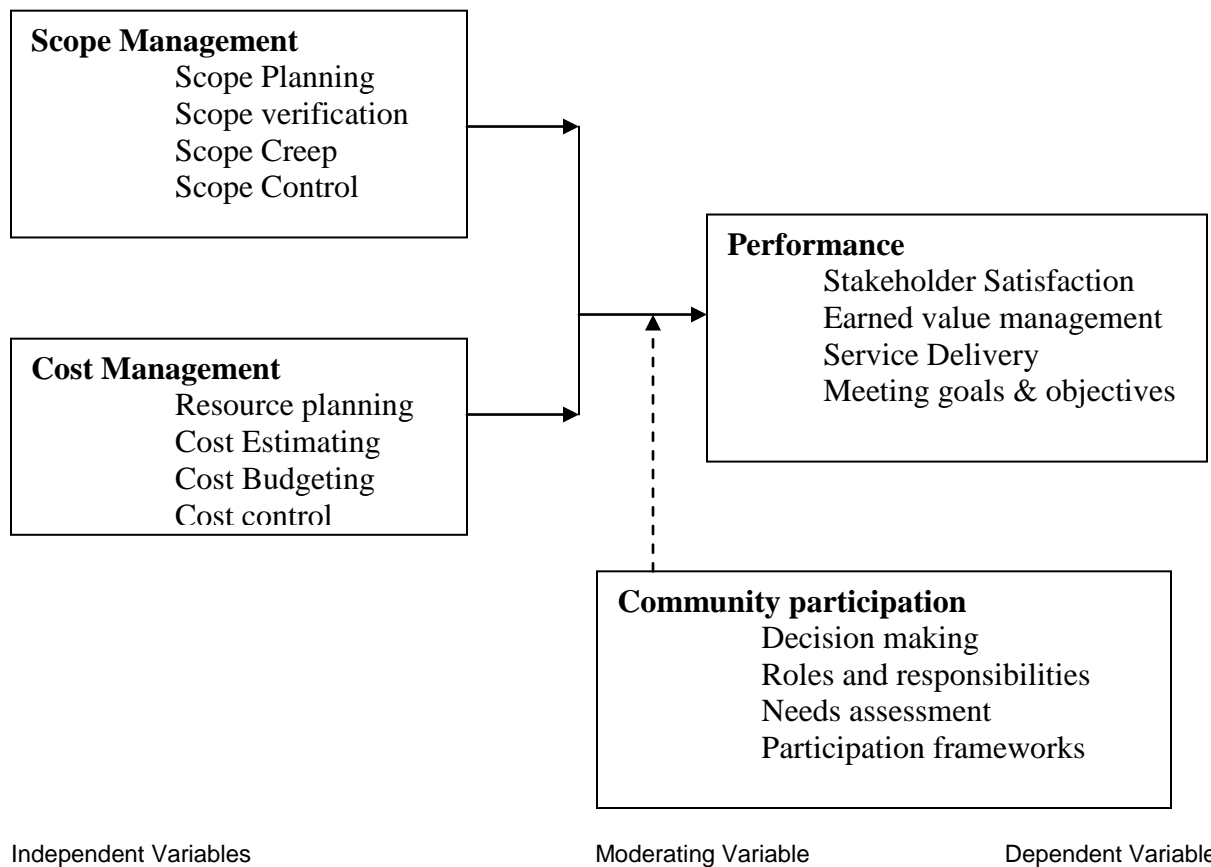 Scope Management
Scope Planning
Scope verification
Scope Creep
Scope Control
Cost Management
Resource planning
Cost Estimating
Cost Budgeting
Cost control
Performance
Stakeholder Satisfaction
Earned value management
Service Delivery
Meeting goals & objectives
Community participation
Decision making
Roles and responsibilities
Needs assessment
Participation frameworks
Independent Variables
Moderating Variable
Dependent Variable